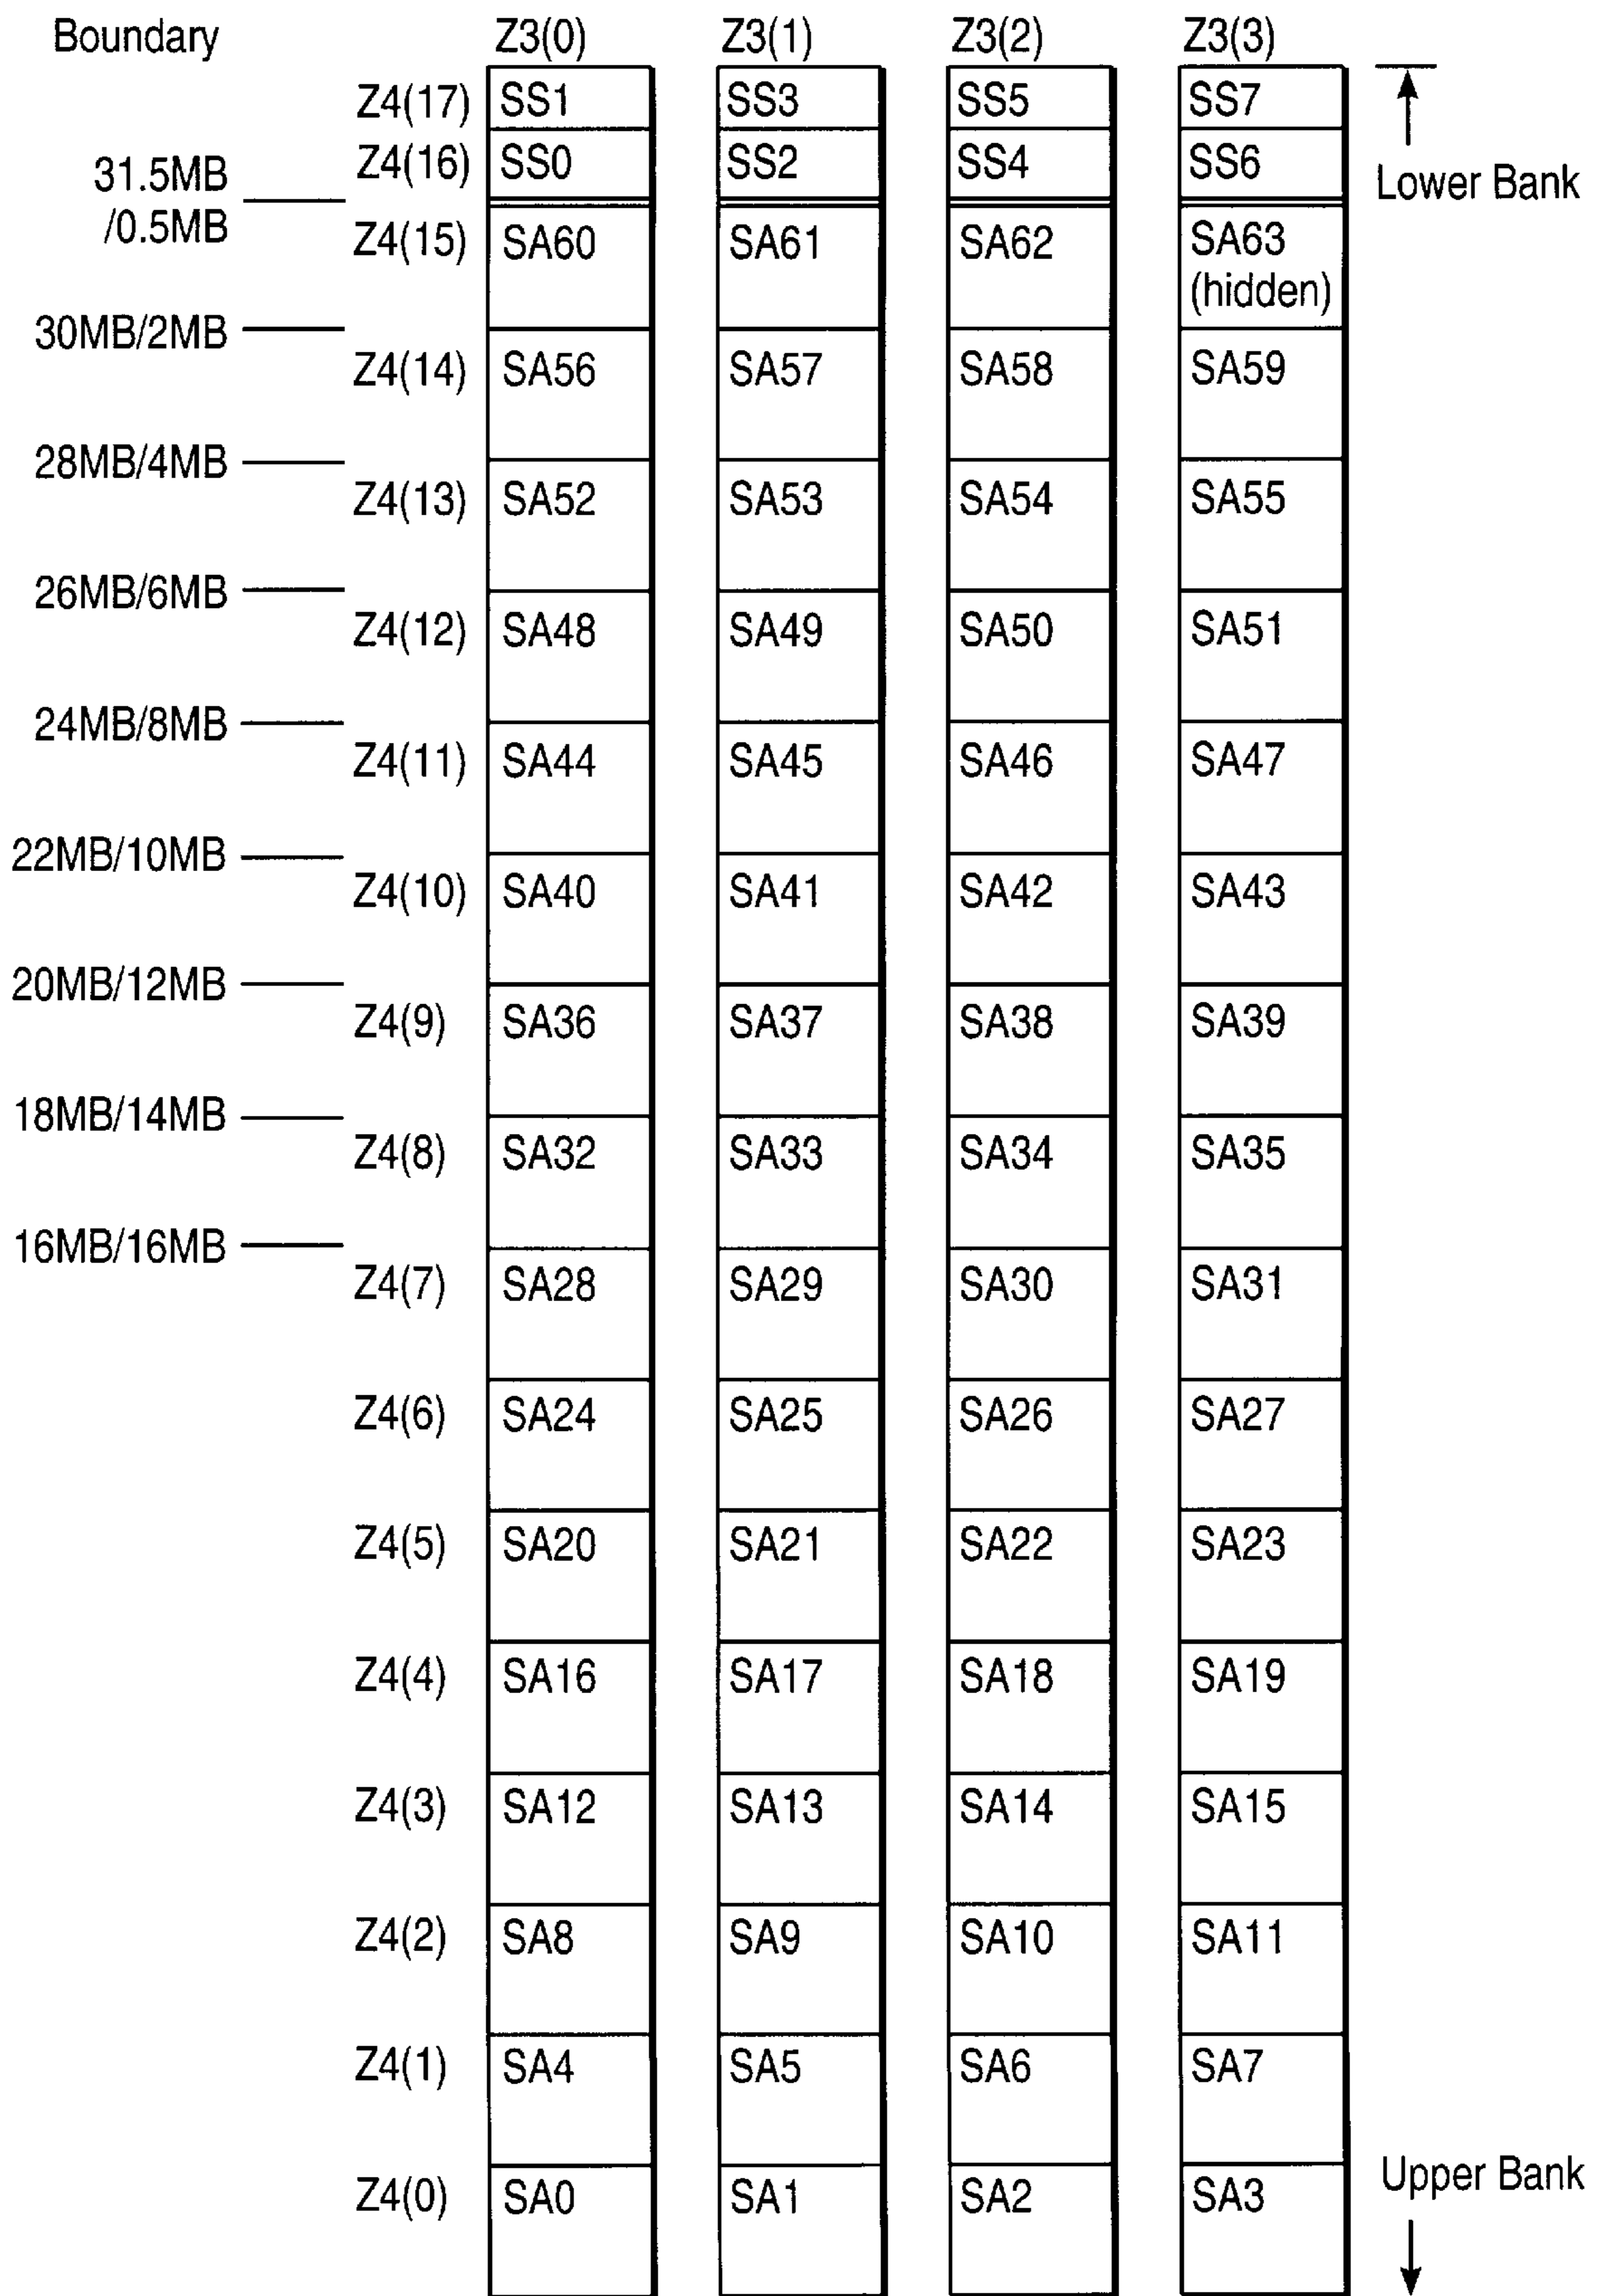 Boundary Z3(0) Z3(1) Z3(2) Z3(3)
Z4(17) SS1 SS3 SS5 SS7
Z4(16) SS0 SS2 SS4 SS6
31.5MB
/0.5MB
Lower Bank
Z4(15) SA60 SA61 SA62 SA63
(hidden)
30MB/2MB
Z4(14) SA56 SA57 SA58 SA59
28MB/4MB
Z4(13) SA52 SA53 SA54 SA55
26MB/6MB
Z4(12) SA48 SA49 SA50 SA51
24MB/8MB
Z4(11) SA44 SA45 SA46 SA47
22MB/10MB
Z4(10) SA40 SA41 SA42 SA43
20MB/12MB
Z4(9) SA36 SA37 SA38 SA39
18MB/14MB
Z4(8) SA32 SA33 SA34 SA35
16MB/16MB
Z4(7) SA28 SA29 SA30 SA31
Z4(6) SA24 SA25 SA26 SA27
Z4(5) SA20 SA21 SA22 SA23
Z4(4) SA16 SA17 SA18 SA19
Z4(3) SA12 SA13 SA14 SA15
Z4(2) SA8 SA9 SA10 SA11
Z4(1) SA4 SA5 SA6 SA7
Z4(0) SA0 SA1 SA2 SA3
Upper Bank